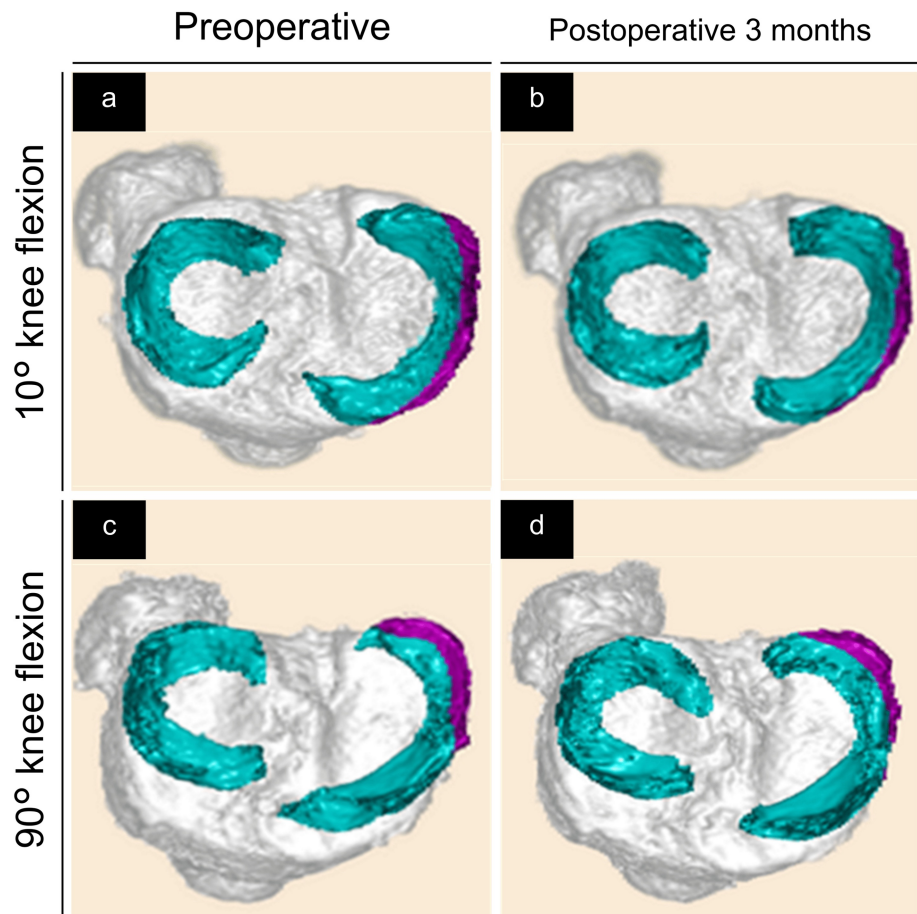 Preoperative
Postoperative 3 months
10° knee flexion
a
b
90° knee flexion
c
d